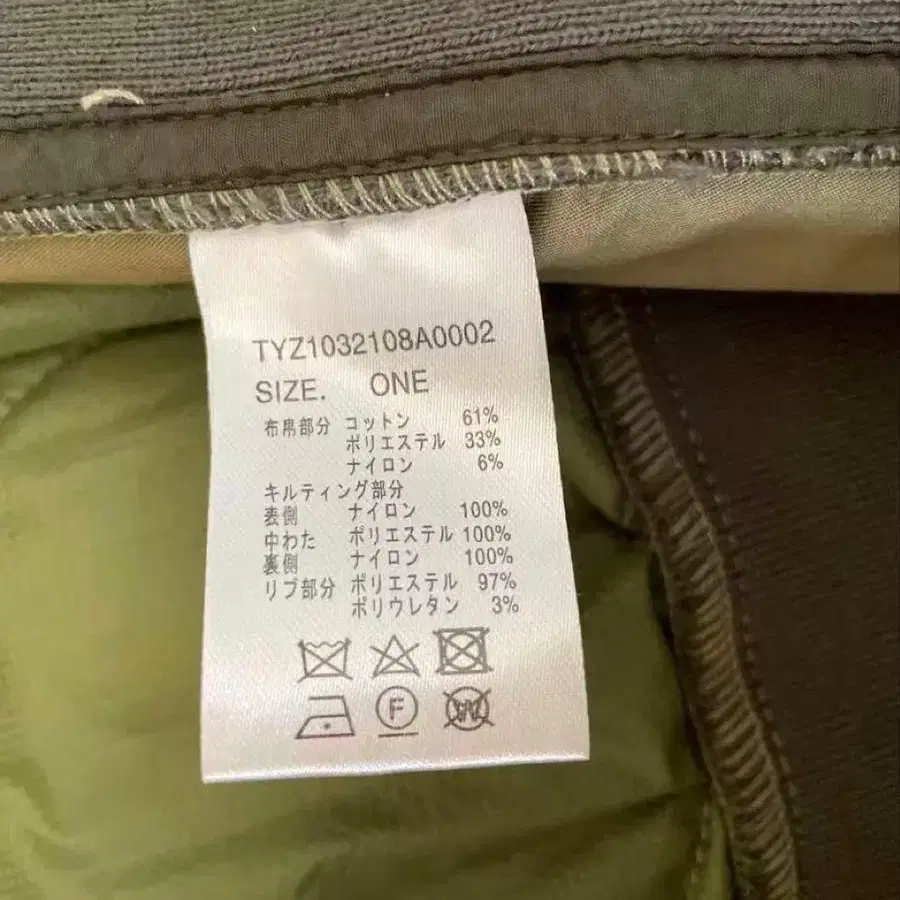 TYZ1032108A0002
SIZE. ONE
布帛部分 コットン 61%
ポリエステル 33%
ナイロン 6%
キルティング部分
表側 ナイロン 100%
中わた ポリエステル 100%
裏側 ナイロン 100%
リブ部分 ポリエステル 97%
ポリウレタン 3%
F W